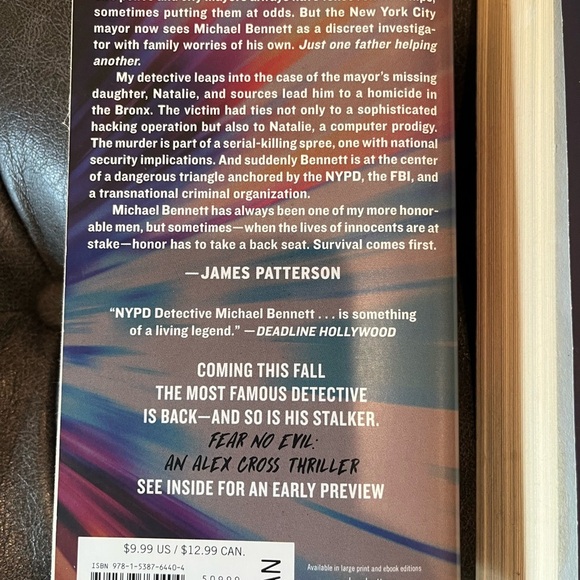 sometimes putting them at odds. But the New York City
mayor now sees Michael Bennett as a discreet investiga-
tor with family worries of his own. Just one father helping
another.
My detective leaps into the case of the mayor's missing
daughter, Natalie, and sources lead him to a homicide in
the Bronx. The victim had ties not only to a sophisticated
hacking operation but also to Natalie, a computer prodigy.
The murder is part of a serial-killing spree, one with national
security implications. And suddenly Bennett is at the center
of a dangerous triangle anchored by the NYPD, the FBI, and
a transnational criminal organization.
Michael Bennett has always been one of my more honor-
able men, but sometimes—when the lives of innocents are at
stake—honor has to take a back seat. Survival comes first.
—JAMES PATTERSON
"NYPD Detective Michael Bennett . . . is something
of a living legend." —DEADLINE HOLLYWOOD
COMING THIS FALL
THE MOST FAMOUS DETECTIVE
IS BACK—AND SO IS HIS STALKER.
FEAR NO EVIL:
AN ALEX CROSS THRILLER
SEE INSIDE FOR AN EARLY PREVIEW
$9.99 US / $12.99 CAN.
ISBN 978-1-5387-6440-4
Available in large print and ebook editions